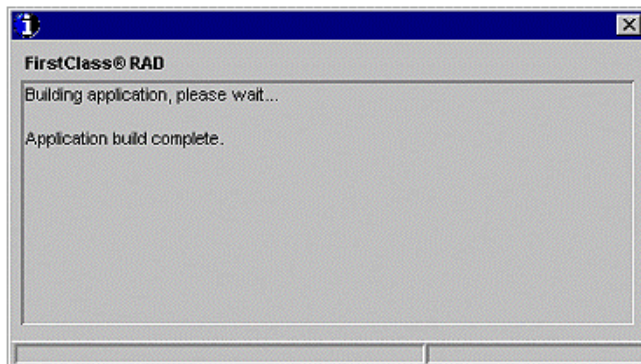 FirstClass® RAD
Building application, please wait...
Application build complete.